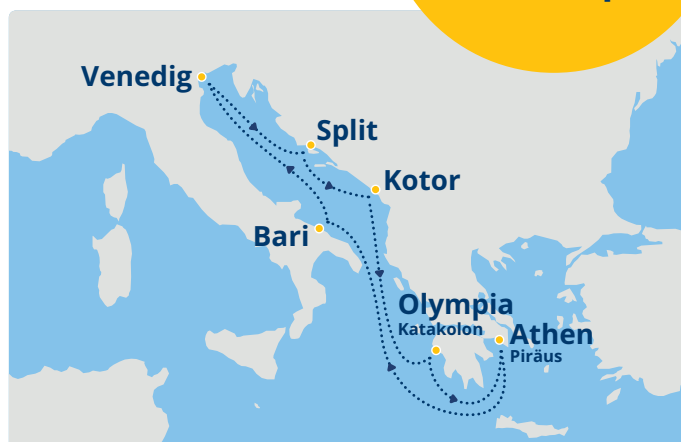 Venedig
Split
Kotor
Bari
Olympia
Katakolon
Athen
Piräus